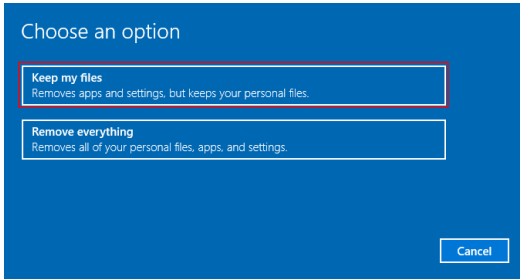 Choose an option
Keep my files
Removes apps and settings, but keeps your personal files.
Remove everything
Removes all of your personal files, apps, and settings.
Cancel